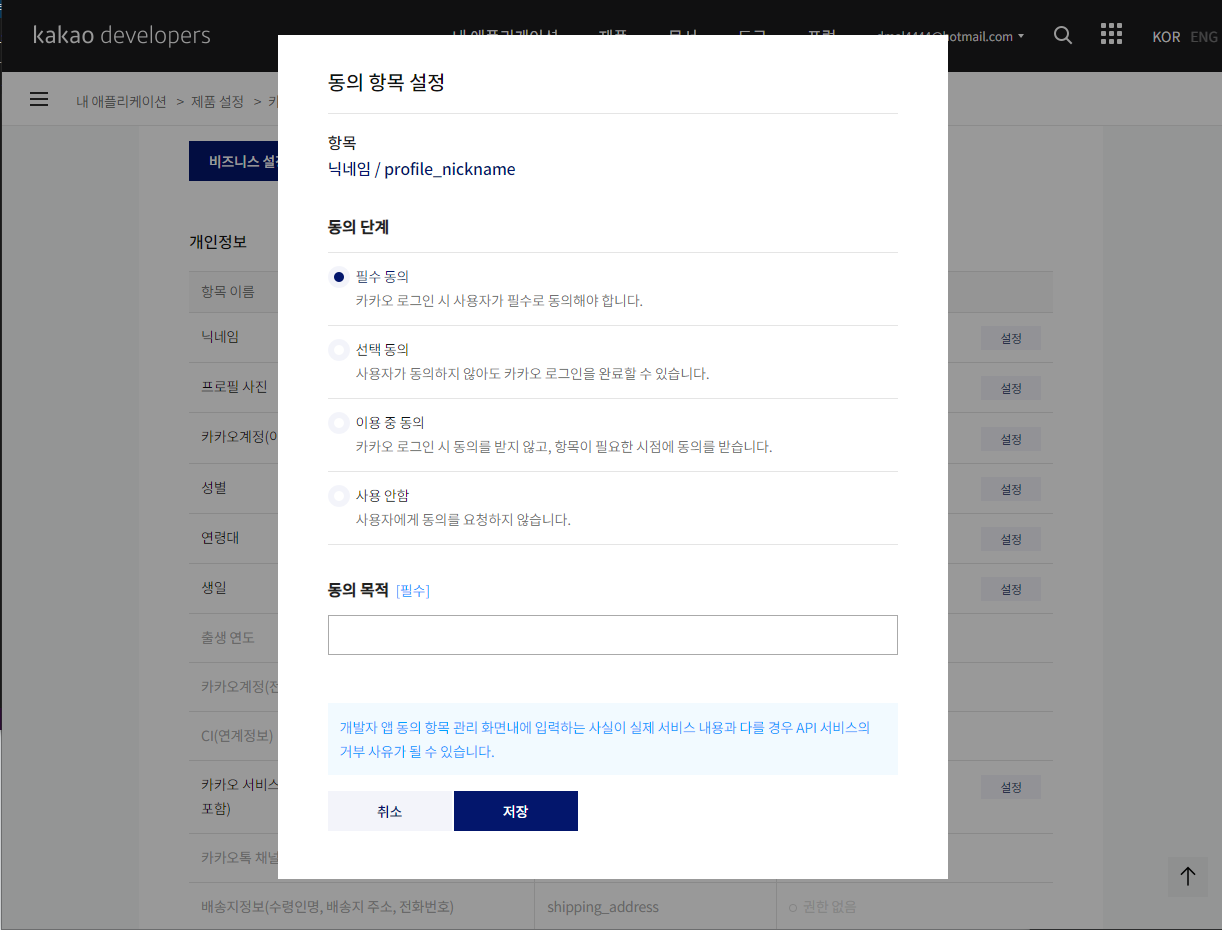 kakao developers
KOR ENG
내 애플리케이션 > 제품 설정 >
비즈니스
개인정보
항목 이름
닉네임 설정
프로필 사진 설정
카카오계정( 설정
성별 설정
연령대 설정
생일 설정
출생 연도
카카오계정(
CI(연계정보)
카카오 서비스 설정
포함)
카카오톡 채널
배송지정보(수령인명, 배송지 주소, 전화번호) shipping_address 권한 없음
동의 항목 설정
항목
닉네임 / profile_nickname
동의 단계
필수 동의
카카오 로그인 시 사용자가 필수로 동의해야 합니다.
선택 동의
사용자가 동의하지 않아도 카카오 로그인을 완료할 수 있습니다.
이용 중 동의
카카오 로그인 시 동의를 받지 않고, 항목이 필요한 시점에 동의를 받습니다.
사용 안함
사용자에게 동의를 요청하지 않습니다.
동의 목적 [필수]
개발자 앱 동의 항목 관리 화면내에 입력하는 사실이 실제 서비스 내용과 다를 경우 API 서비스의
거부 사유가 될 수 있습니다.
취소 저장